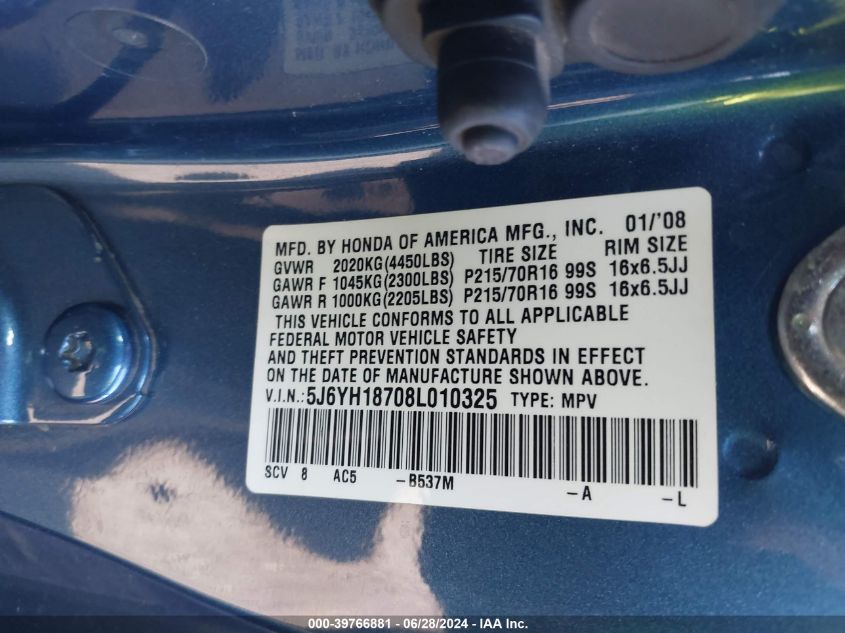 MFD. BY HONDA OF AMERICA MFG., INC. 01/'08
GVWR 2020KG(4450LBS) TIRE SIZE RIM SIZE
GAWR F 1045KG(2300LBS) P215/70R16 99S 16x6.5JJ
GAWR R 1000KG(2205LBS) P215/70R16 99S 16x6.5JJ
THIS VEHICLE CONFORMS TO ALL APPLICABLE
FEDERAL MOTOR VEHICLE SAFETY
AND THEFT PREVENTION STANDARDS IN EFFECT
ON THE DATE OF MANUFACTURE SHOWN ABOVE.
V.I.N.: 5J6YH18708L010325 TYPE: MPV
SCV 8 AC5 -B537M -A -L
000-39766881 / 06/28/2024 - IAA Inc.